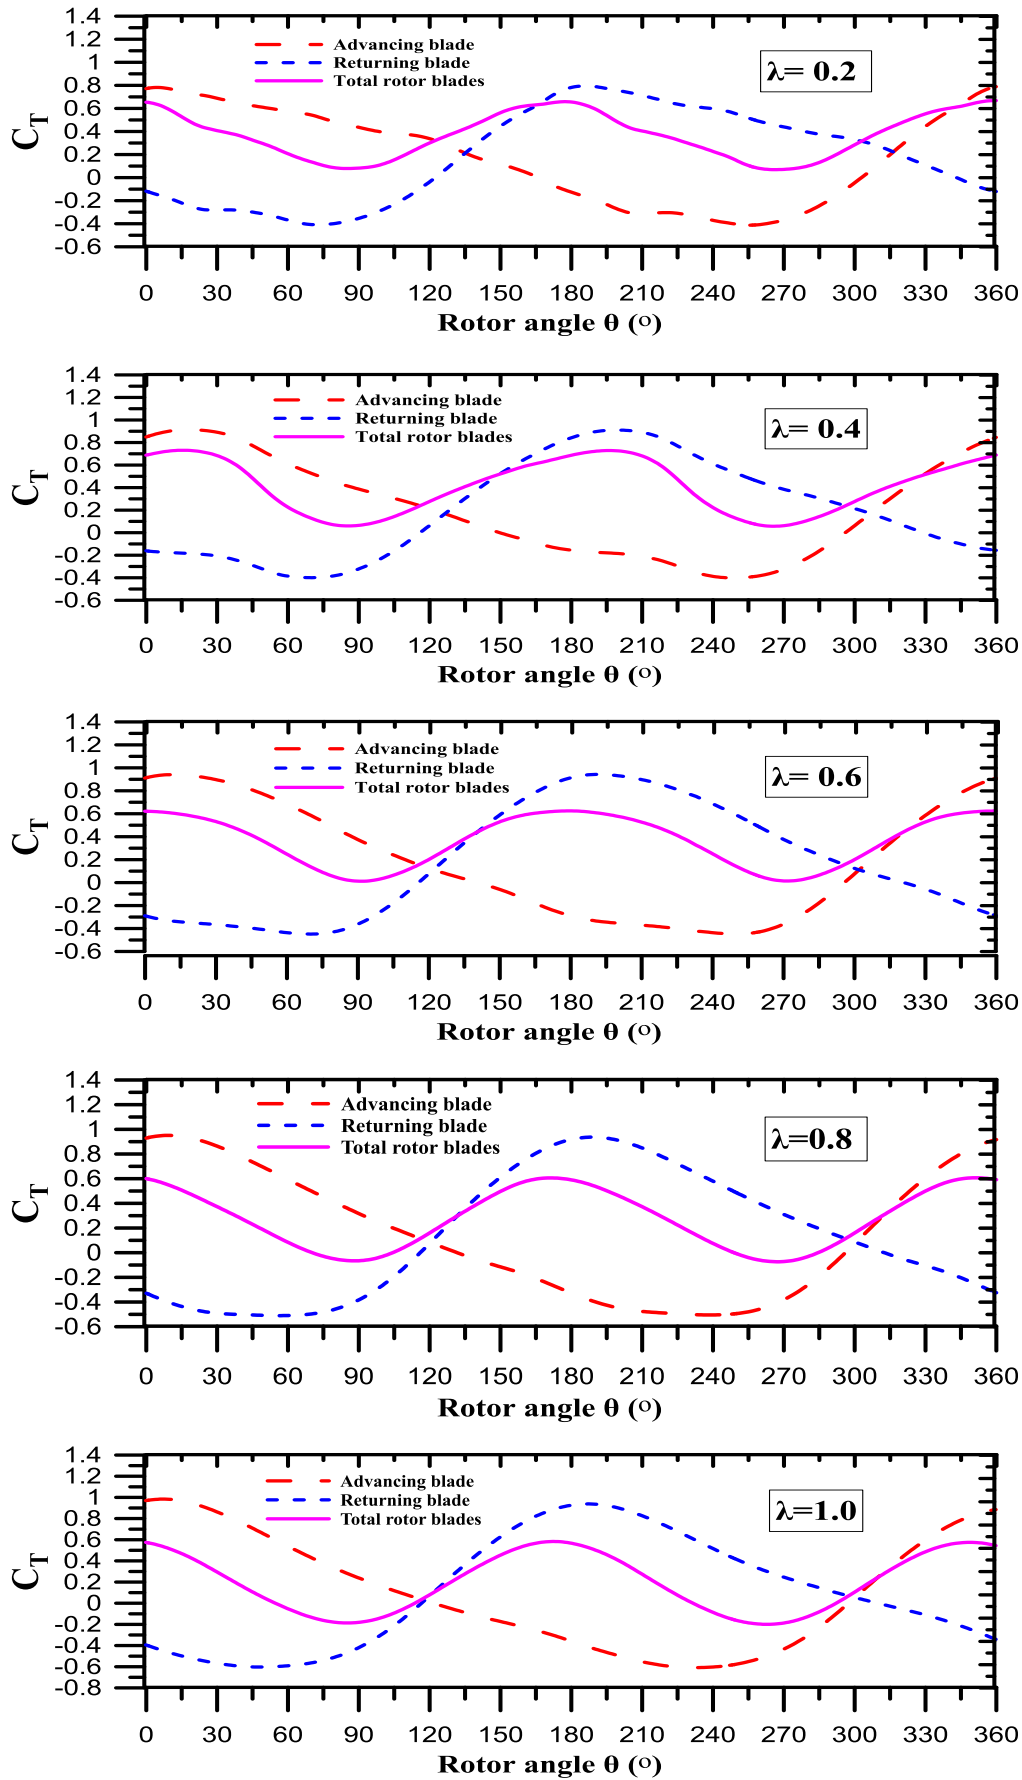 1.4
1.2
1
0.8
0.6
0.4
0.2
0
-0.2
-0.4
-0.6
C_T
Advancing blade
Returning blade
Total rotor blades
λ= 0.2
0 30 60 90 120 150 180 210 240 270 300 330 360
Rotor angle θ (o)
1.4
1.2
1
0.8
0.6
0.4
0.2
0
-0.2
-0.4
-0.6
C_T
Advancing blade
Returning blade
Total rotor blades
λ= 0.4
0 30 60 90 120 150 180 210 240 270 300 330 360
Rotor angle θ (o)
1.4
1.2
1
0.8
0.6
0.4
0.2
0
-0.2
-0.4
-0.6
C_T
Advancing blade
Returning blade
Total rotor blades
λ= 0.6
0 30 60 90 120 150 180 210 240 270 300 330 360
Rotor angle θ (o)
1.4
1.2
1
0.8
0.6
0.4
0.2
0
-0.2
-0.4
-0.6
C_T
Advancing blade
Returning blade
Total rotor blades
λ=0.8
0 30 60 90 120 150 180 210 240 270 300 330 360
Rotor angle θ (o)
1.4
1.2
1
0.8
0.6
0.4
0.2
0
-0.2
-0.4
-0.6
-0.8
C_T
Advancing blade
Returning blade
Total rotor blades
λ=1.0
0 30 60 90 120 150 180 210 240 270 300 330 360
Rotor angle θ (o)